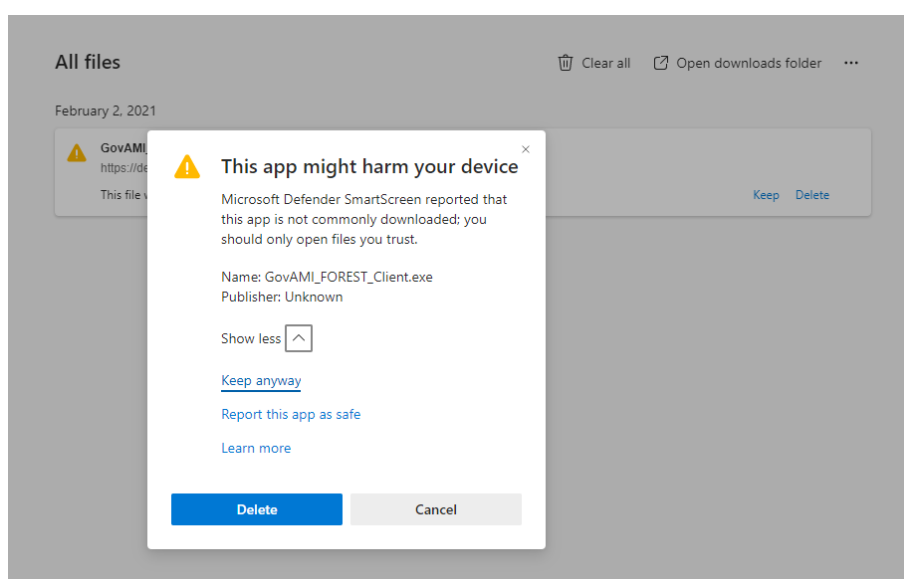 All files
Clear all
Open downloads folder
February 2, 2021
GovAMI_
https://de
This file
Keep
Delete
This app might harm your device
Microsoft Defender SmartScreen reported that
this app is not commonly downloaded; you
should only open files you trust.
Name: GovAMI_FOREST_Client.exe
Publisher: Unknown
Show less
Keep anyway
Report this app as safe
Learn more
Delete
Cancel